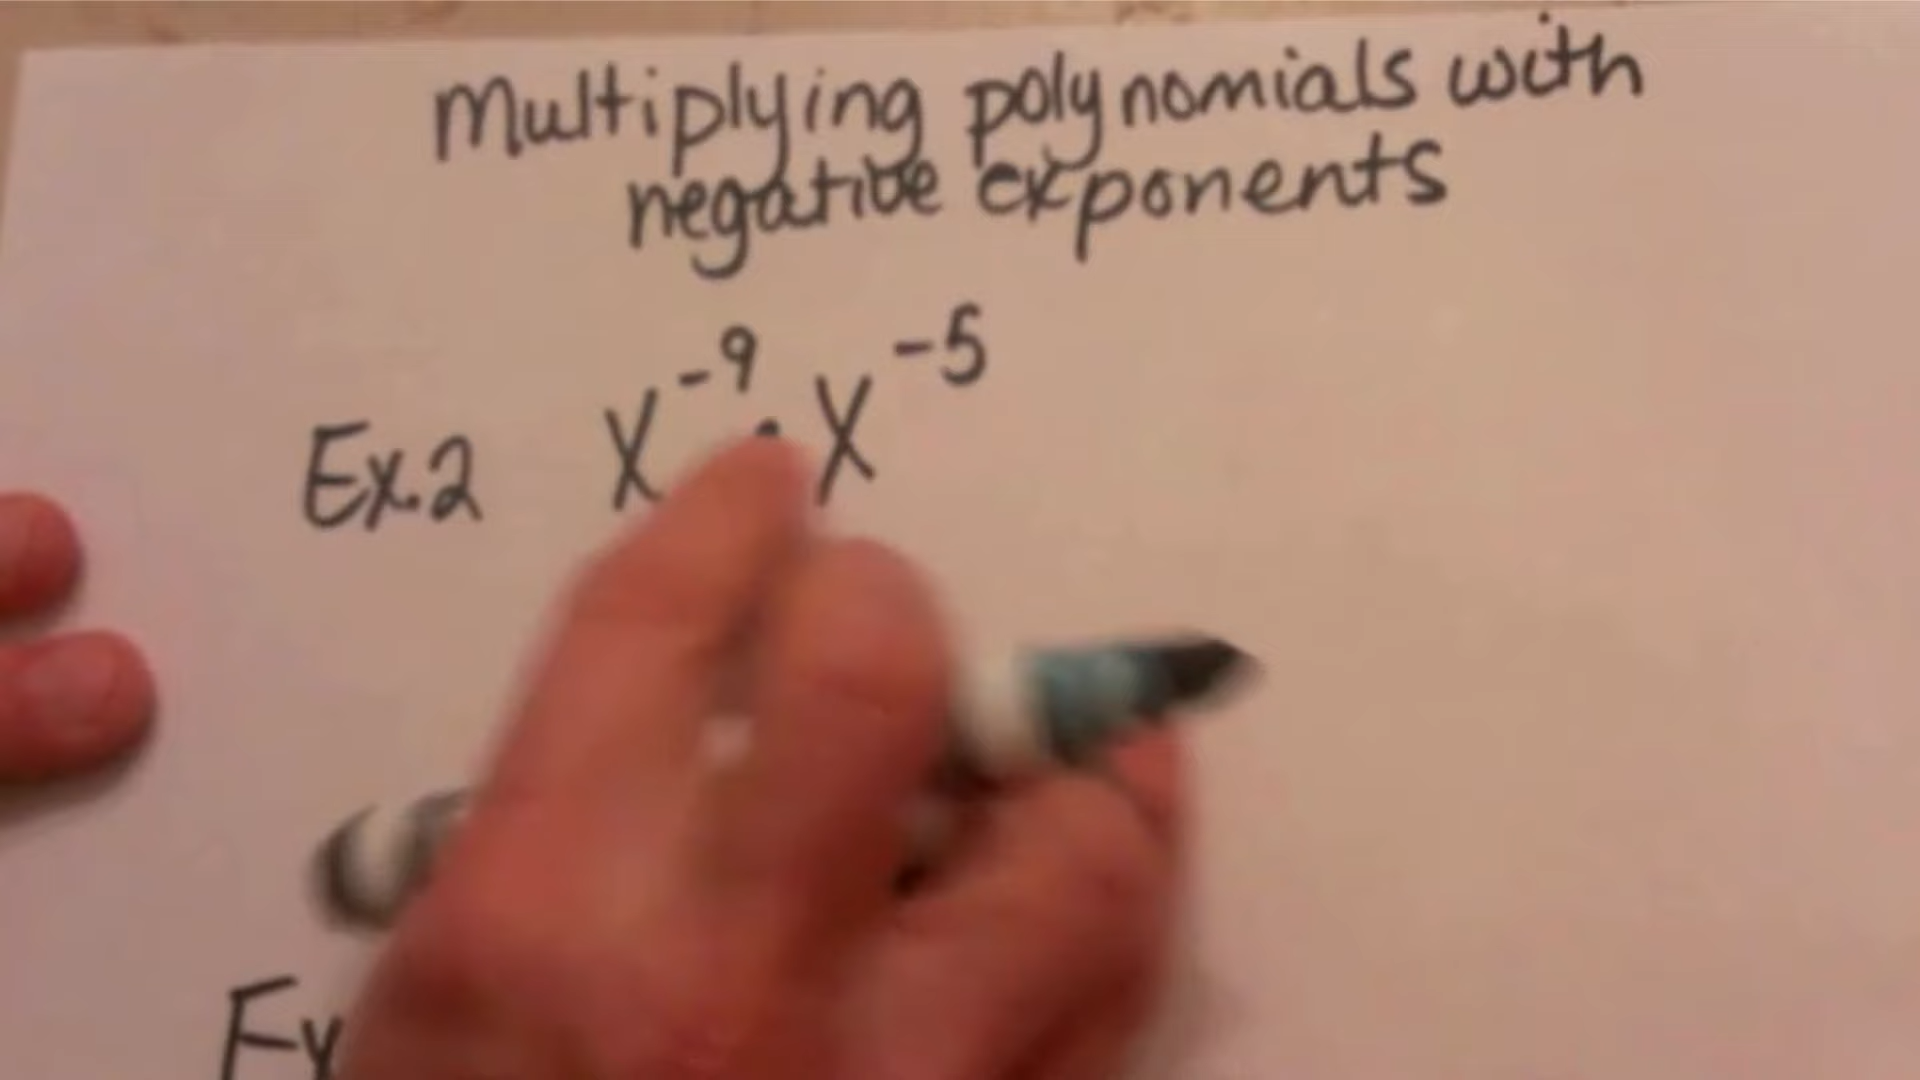 Multiplying polynomials with
negative exponents
Ex.2 X⁻⁹ · X⁻⁵